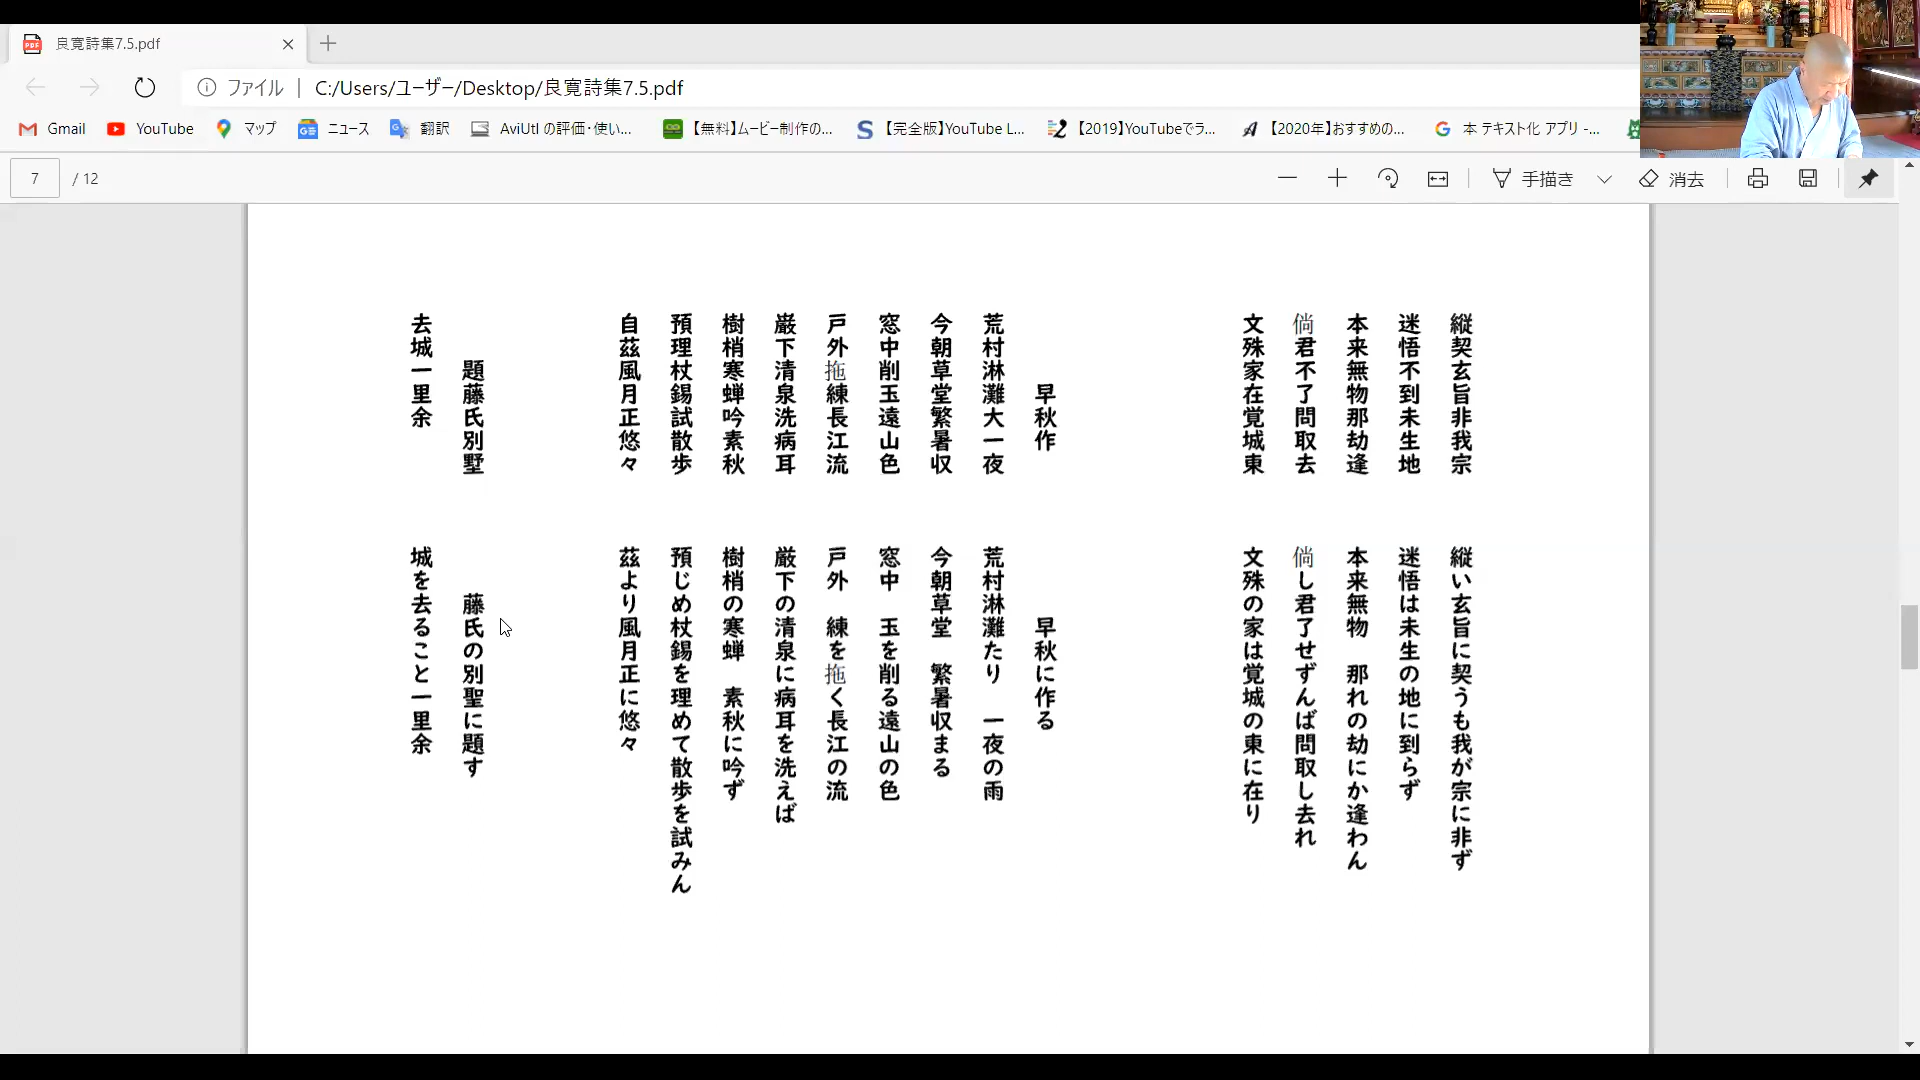 良寛詩集7.5.pdf
ファイル | C:/Users/ユーザー/Desktop/良寛詩集7.5.pdf
Gmail YouTube マップ ニュース 翻訳 AviUtl の評価・使い... 【無料】ムービー制作の... 【完全版】YouTube L... 【2019】YouTubeでラ... 【2020年】おすすめの... 本 テキスト化 アプリ -...
7 / 12 手描き 消去
縦契玄旨非我宗
迷悟不到未生地
本来無物那劫逢
倘君不了問取去
文殊家在覚城東
早秋作
荒村淋灘大一夜
今朝草堂繁暑収
窓中削玉遠山色
戸外拖練長江流
巌下清泉洗病耳
樹梢寒蝉吟素秋
預理杖錫試散歩
自茲風月正悠々
題藤氏別墅
去城一里余
縦い玄旨に契うも我が宗に非ず
迷悟は未生の地に到らず
本来無物 那れの劫にか逢わん
倘し君了せずんば問取し去れ
文殊の家は覚城の東に在り
早秋に作る
荒村淋灘たり 一夜の雨
今朝草堂 繁暑収まる
窓中 玉を削る遠山の色
戸外 練を拖く長江の流
厳下の清泉に病耳を洗えば
樹梢の寒蝉 素秋に吟ず
預じめ杖錫を理めて散歩を試みん
茲より風月正に悠々
藤氏の別聖に題す
城を去ること一里余